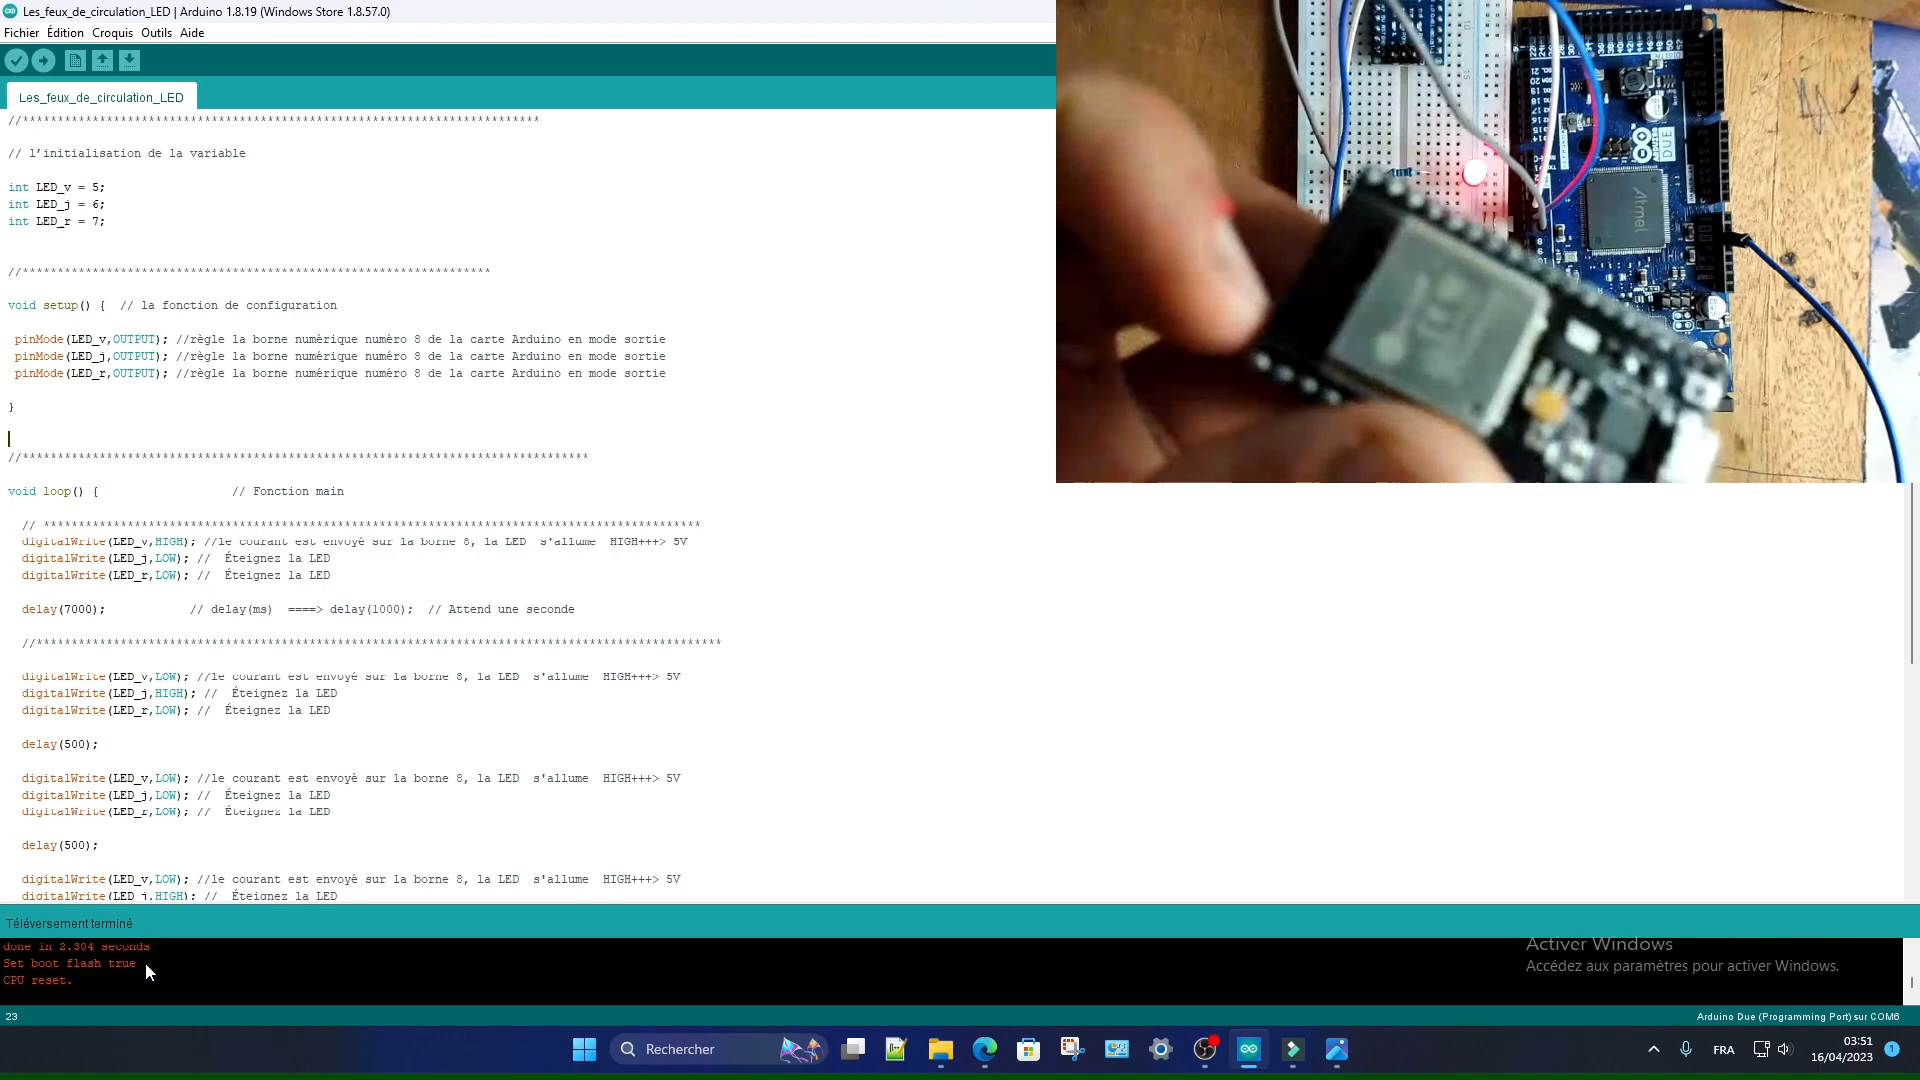 Les_feux_de_circulation_LED | Arduino 1.8.19 (Windows Store 1.8.57.0)
Fichier Édition Croquis Outils Aide
Les_feux_de_circulation_LED
//**************************************************************************
// l'initialisation de la variable
int LED_v = 5;
int LED_j = 6;
int LED_r = 7;
//*******************************************************************
void setup() { // la fonction de configuration
pinMode(LED_v,OUTPUT); //règle la borne numérique numéro 8 de la carte Arduino en mode sortie
pinMode(LED_j,OUTPUT); //règle la borne numérique numéro 8 de la carte Arduino en mode sortie
pinMode(LED_r,OUTPUT); //règle la borne numérique numéro 8 de la carte Arduino en mode sortie
}
//*********************************************************************************
void loop() { // Fonction main
// **********************************************************************************************
digitalWrite(LED_v,HIGH); //le courant est envoyé sur la borne 8, la LED s'allume HIGH+++> 5V
digitalWrite(LED_j,LOW); // Éteignez la LED
digitalWrite(LED_r,LOW); // Éteignez la LED
delay(7000); // delay(ms) ====> delay(1000); // Attend une seconde
//**************************************************************************************************
digitalWrite(LED_v,LOW); //le courant est envoyé sur la borne 8, la LED s'allume HIGH+++> 5V
digitalWrite(LED_j,HIGH); // Éteignez la LED
digitalWrite(LED_r,LOW); // Éteignez la LED
delay(500);
digitalWrite(LED_v,LOW); //le courant est envoyé sur la borne 8, la LED s'allume HIGH+++> 5V
digitalWrite(LED_j,LOW); // Éteignez la LED
digitalWrite(LED_r,LOW); // Éteignez la LED
delay(500);
digitalWrite(LED_v,LOW); //le courant est envoyé sur la borne 8, la LED s'allume HIGH+++> 5V
digitalWrite(LED_j,HIGH); // Éteignez la LED
DUE
Atmel
Téléversement terminé
done in 2.304 seconds
Set boot flash true
CPU reset.
Activer Windows
Accédez aux paramètres pour activer Windows.
23
Arduino Due (Programming Port) sur COM6
Rechercher
FRA
03:51
16/04/2023
1